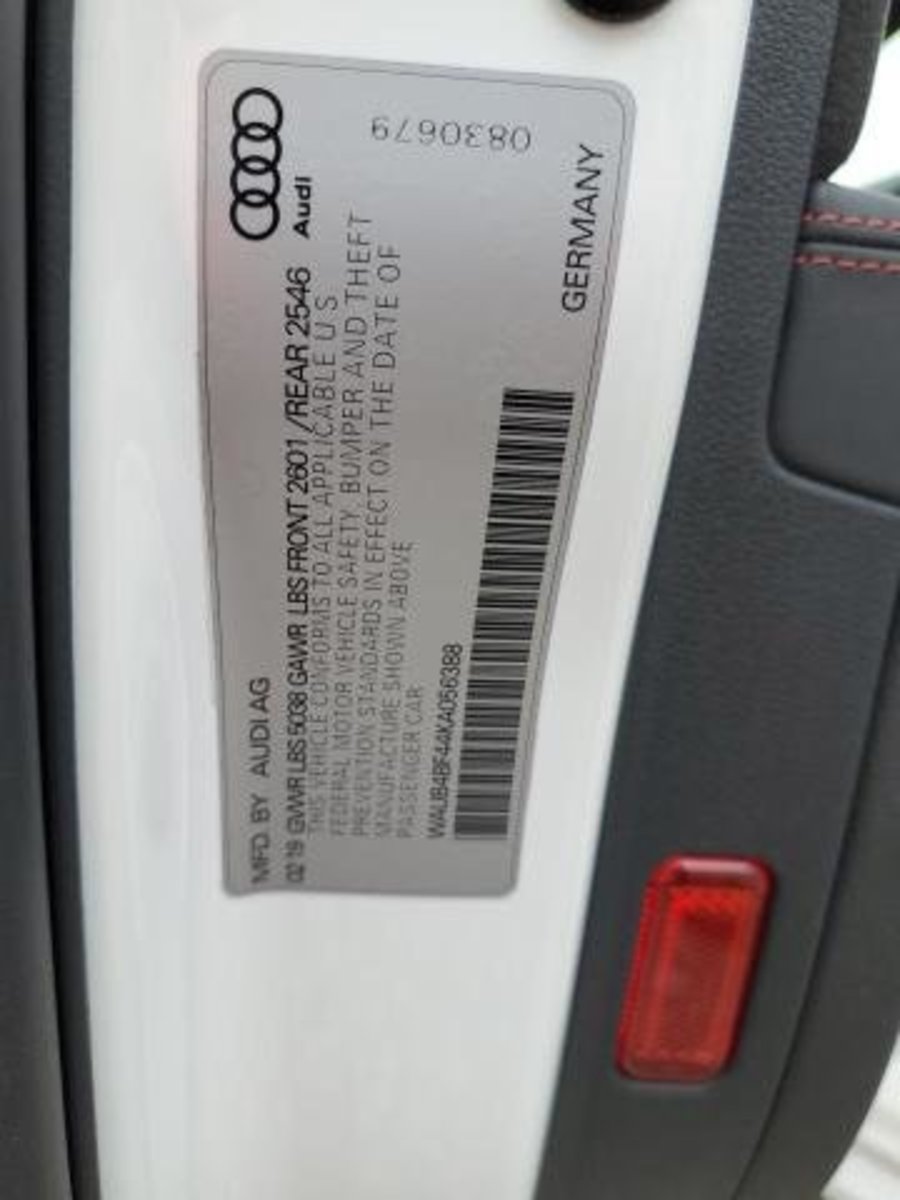 Audi
MFD BY AUDI AG
02 19 GVWR LBS 5038 GAWR LBS FRONT 2601 /REAR 2546
THIS VEHICLE CONFORMS TO ALL APPLICABLE U S
FEDERAL MOTOR VEHICLE SAFETY, BUMPER AND THEFT
PREVENTION STANDARDS IN EFFECT ON THE DATE OF
MANUFACTURE SHOWN ABOVE
PASSENGER CAR
WAUB4BF44KA056388
GERMANY
0830679